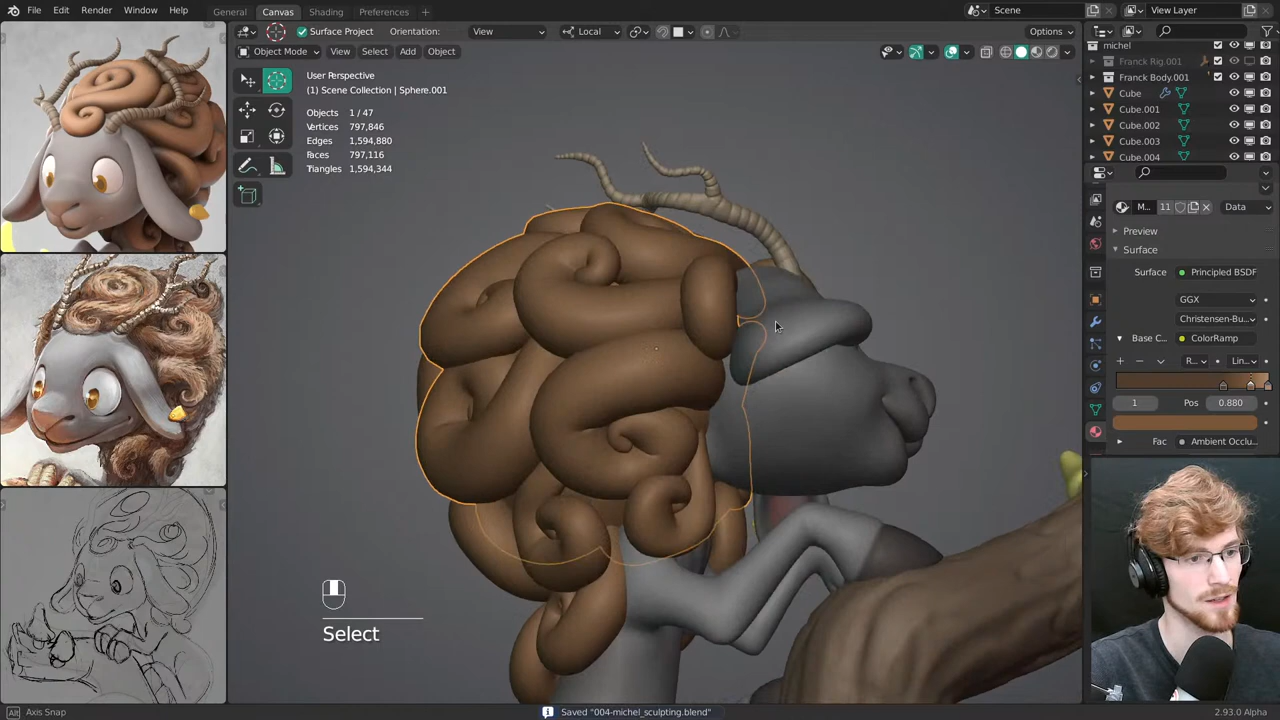 File Edit Render Window Help
General Canvas Shading Preferences +
Scene
View Layer
Surface Project
Orientation: View
Local
Options
Object Mode View Select Add Object
User Perspective
(1) Scene Collection | Sphere.001
Objects 1 / 47
Vertices 797,846
Edges 1,594,880
Faces 797,116
Triangles 1,594,344
michel
Franck Rig.001
Franck Body.001
Cube
Cube.001
Cube.002
Cube.003
Cube.004
M... 11 Data
Preview
Surface
Surface Principled BSDF
GGX
Christensen-Bu...
Base C... ColorRamp
R... Lin...
1 Pos 0.880
Fac Ambient Occlu...
Select
Axis Snap
Saved "004-michel_sculpting.blend"
2.93.0 Alpha